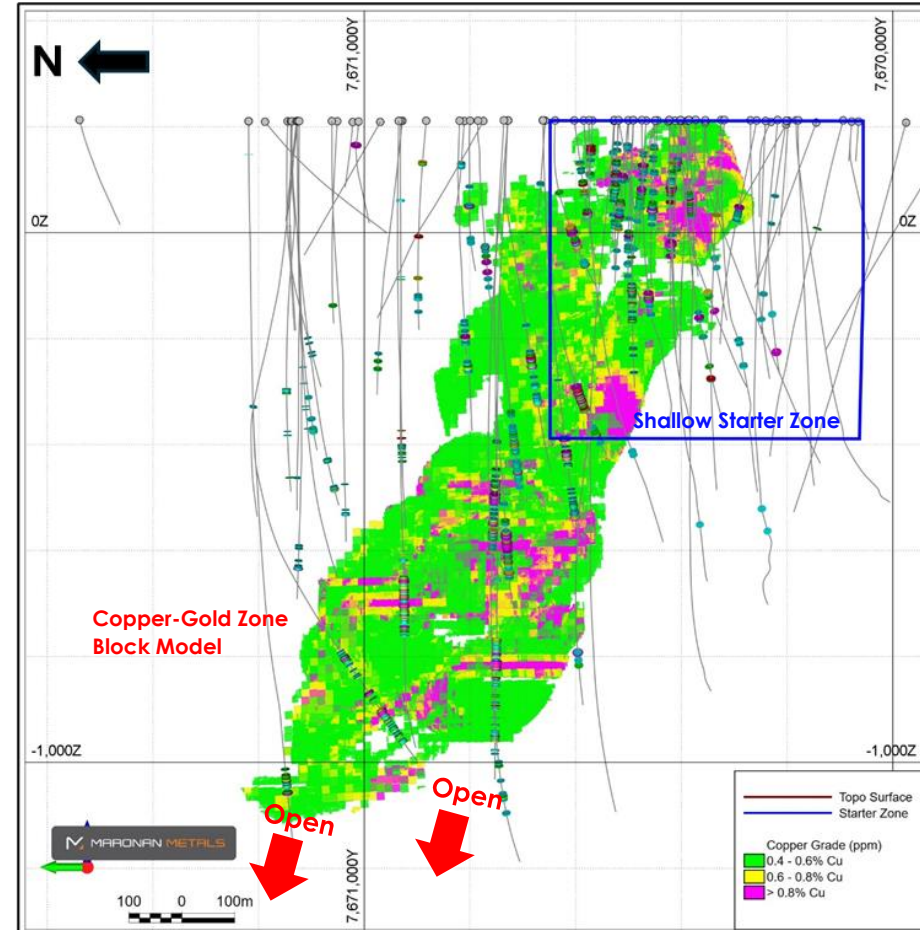 N
7,671,000Y
7,670,000Y
0Z
0Z
Shallow Starter Zone
Copper-Gold Zone
Block Model
-1,000Z
-1,000Z
Open
Open
MARONAN METALS
7,671,000Y
100 0 100m
Topo Surface
Starter Zone
Copper Grade (ppm)
0.4 - 0.6% Cu
0.6 - 0.8% Cu
> 0.8% Cu